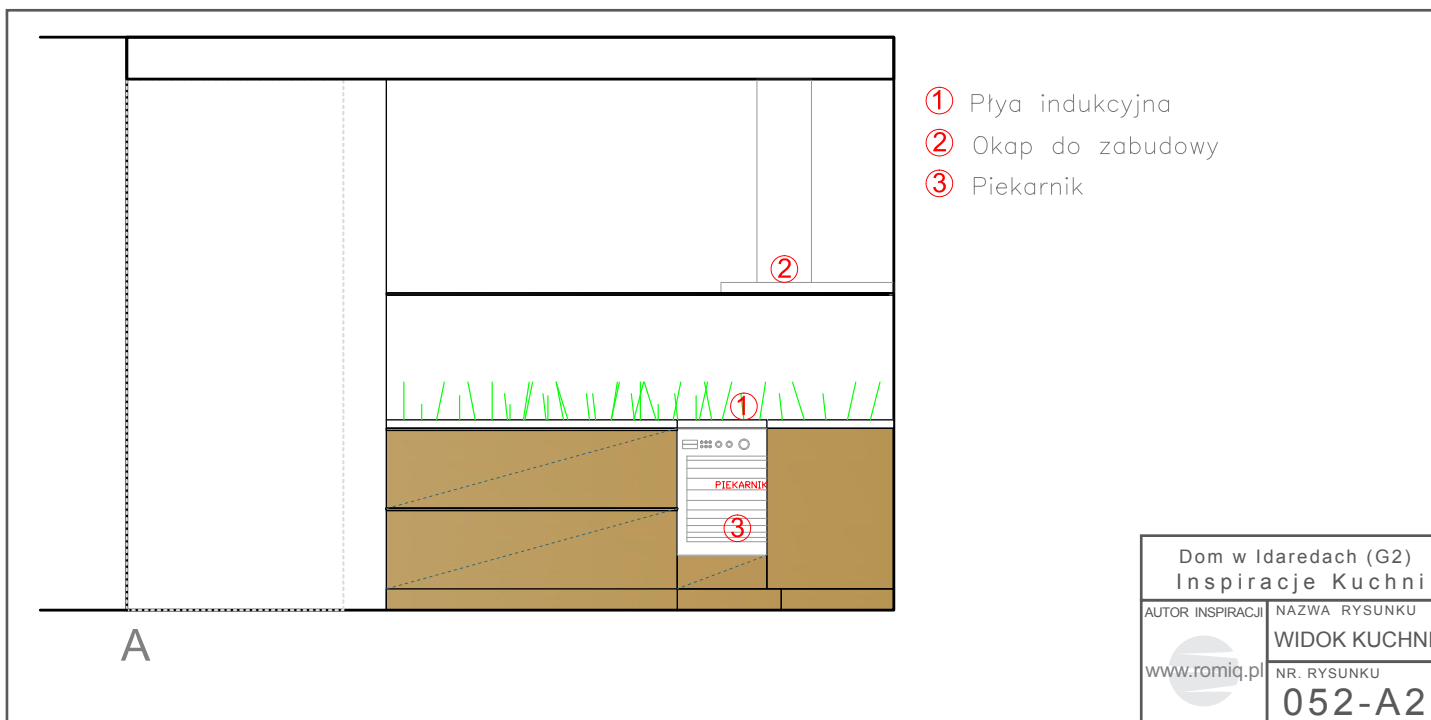 1 Płya indukcyjna
2 Okap do zabudowy
3 Piekarnik
2
1
PIEKARNIK
3
A
Dom w Idaredach (G2)
Inspiracje Kuchni
AUTOR INSPIRACJI
www.romiq.pl
NAZWA RYSUNKU
WIDOK KUCHNI
NR. RYSUNKU
052-A2